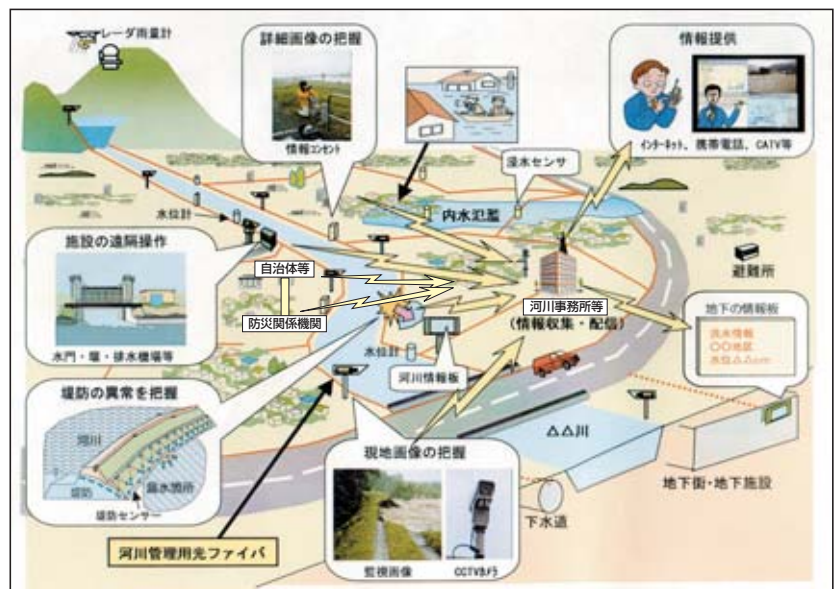 レーダ雨量計
詳細画像の把握
情報コンセント
情報提供
インターネット、携帯電話、CATV等
浸水センサ
内水氾濫
水位計
施設の遠隔操作
水門・堰・排水機場等
自治体等
防災関係機関
河川事務所等
(情報収集・配信)
避難所
地下の情報板
洪水情報
〇〇地区
水位△△cm
水位計
河川情報板
堤防の異常を把握
河川
堤防
漏水箇所
堤防センサー
現地画像の把握
監視画像
CCTVカメラ
△△川
下水道
地下街・地下施設
河川管理用光ファイバ